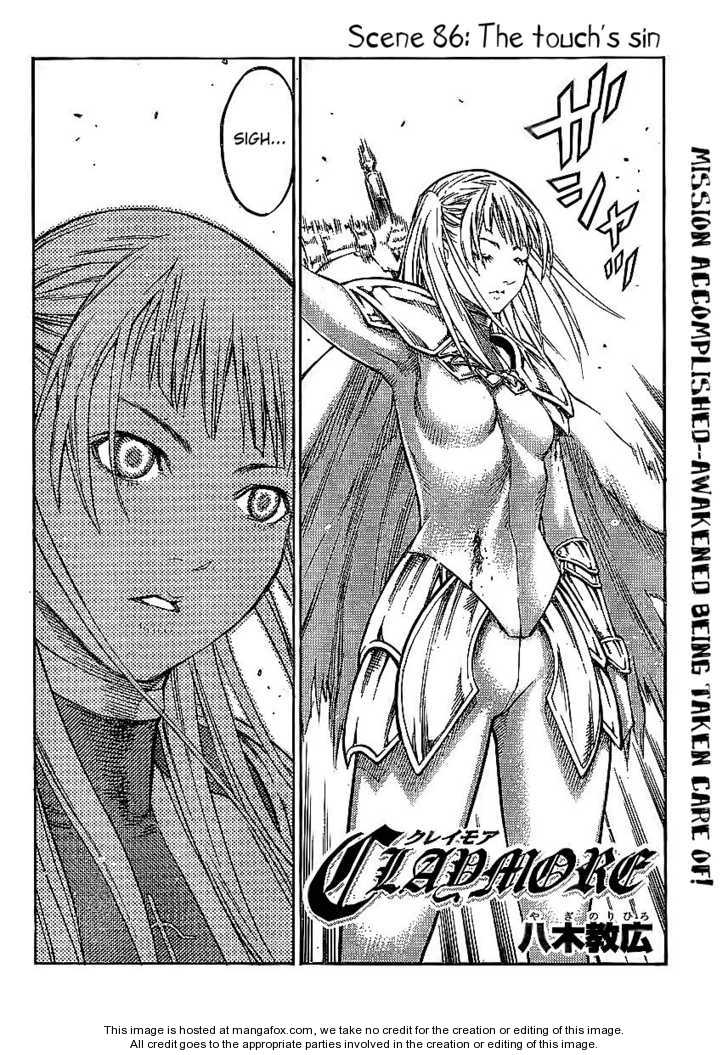 Scene 86: The touch's sin
MISSION ACCOMPLISHED--AWAKENED BEING TAKEN CARE OF!
ガシャッ
SIGH...
クレイモア
CLAYMORE
やぎのりひろ
八木教広
This image is hosted at mangafox.com, we take no credit for the creation or editing of this image.
All credit goes to the appropriate parties involved in the creation or editing of this image.